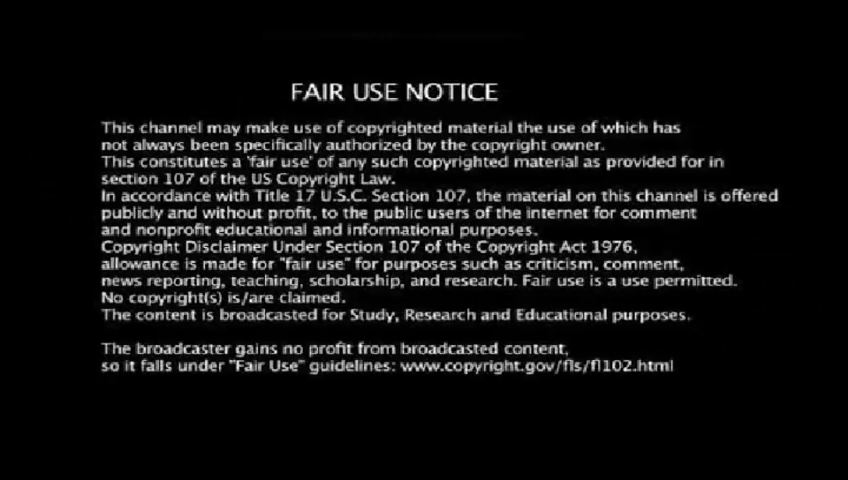 FAIR USE NOTICE
This channel may make use of copyrighted material the use of which has
not always been specifically authorized by the copyright owner.
This constitutes a 'fair use' of any such copyrighted material as provided for in
section 107 of the US Copyright Law.
In accordance with Title 17 U.S.C. Section 107, the material on this channel is offered
publicly and without profit, to the public users of the internet for comment
and nonprofit educational and informational purposes.
Copyright Disclaimer Under Section 107 of the Copyright Act 1976,
allowance is made for "fair use" for purposes such as criticism, comment,
news reporting, teaching, scholarship, and research. Fair use is a use permitted.
No copyright(s) is/are claimed.
The content is broadcasted for Study, Research and Educational purposes.
The broadcaster gains no profit from broadcasted content,
so it falls under "Fair Use" guidelines: www.copyright.gov/fls/fl102.html